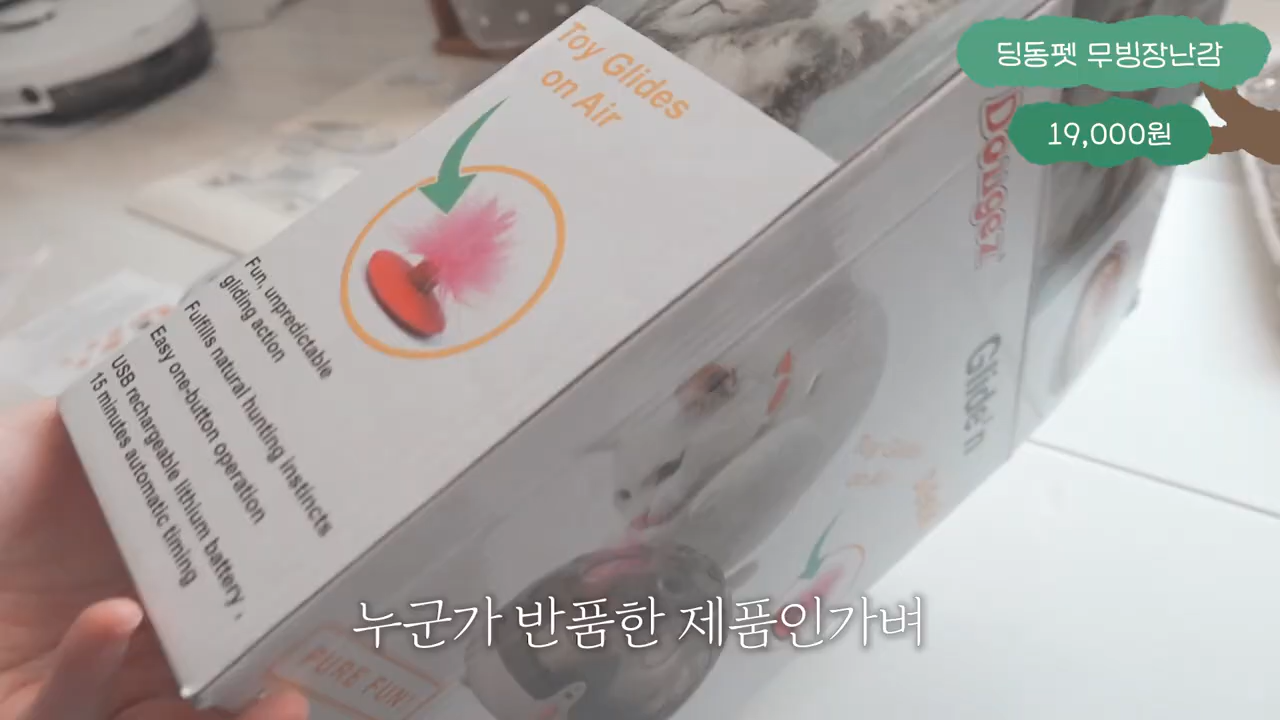 딩동펫 무빙장난감
19,000원
Toy Glides
on Air
Fun, unpredictable
gliding action
Fulfills natural hunting instincts
Easy one-button operation
USB rechargeable lithium battery ,
15 minutes automatic timing
Glide'n
PURE FUN!
누군가 반품한 제품인가벼